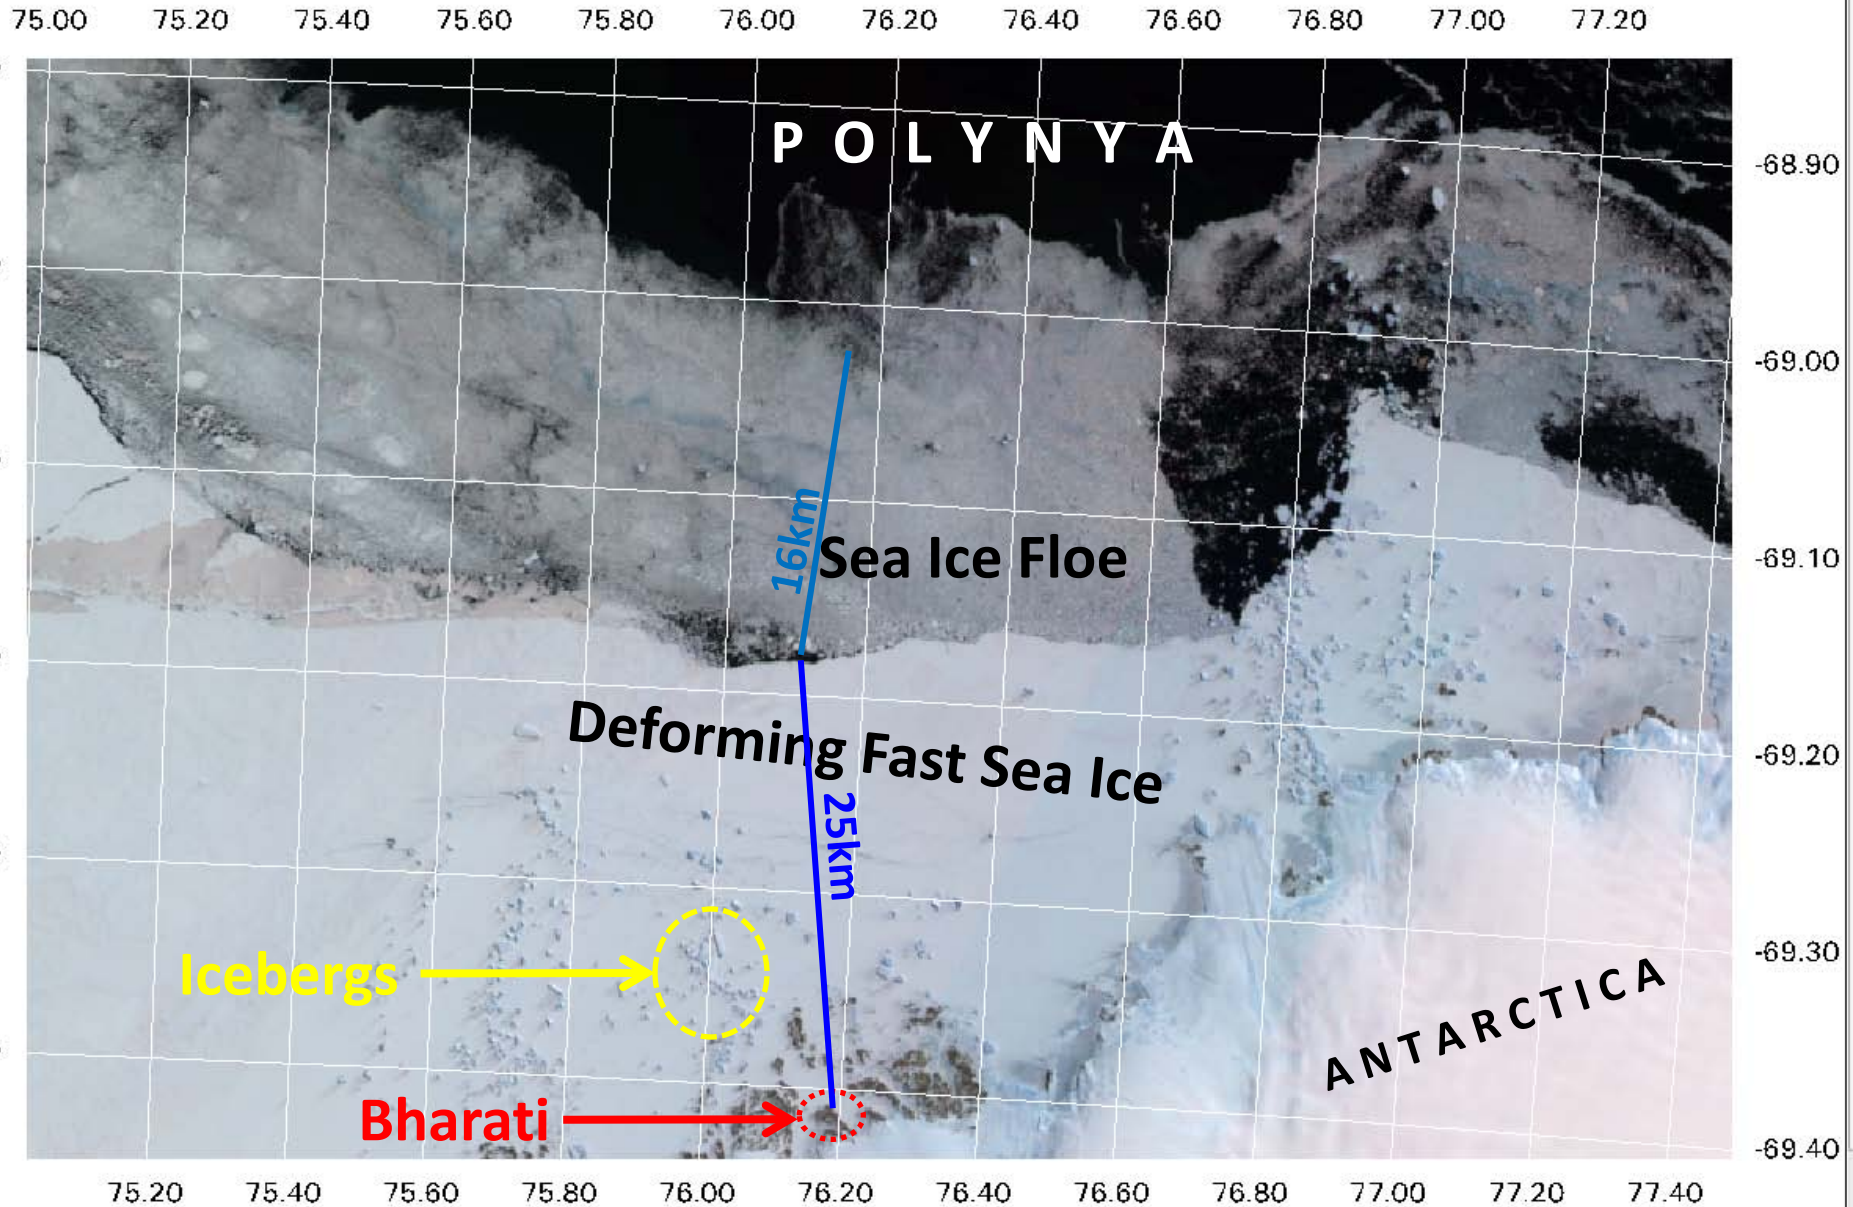 75.00 75.20 75.40 75.60 75.80 76.00 76.20 76.40 76.60 76.80 77.00 77.20
POLYNYA
-68.90
-69.00
16km
Sea Ice Floe
-69.10
Deforming Fast Sea Ice
-69.20
25km
Icebergs
-69.30
ANTARCTICA
Bharati
-69.40
75.20 75.40 75.60 75.80 76.00 76.20 76.40 76.60 76.80 77.00 77.20 77.40